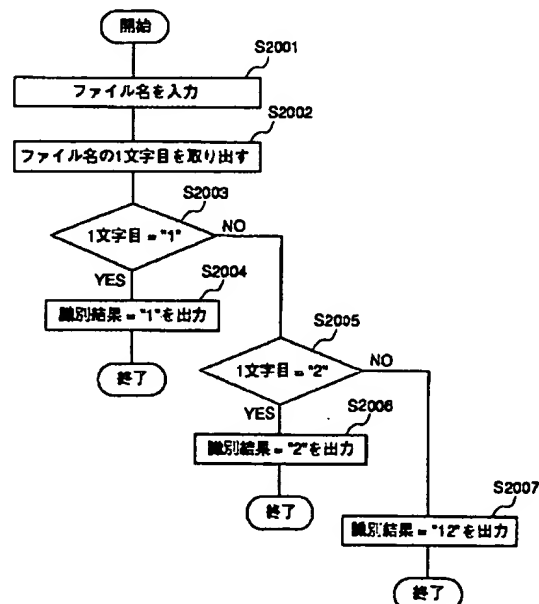 開始
S2001
ファイル名を入力
S2002
ファイル名の1文字目を取り出す
S2003
1文字目 = "1"
NO
YES
S2004
識別結果 = "1"を出力
終了
S2005
1文字目 = "2"
NO
YES
S2006
識別結果 = "2"を出力
終了
S2007
識別結果 = "12"を出力
終了